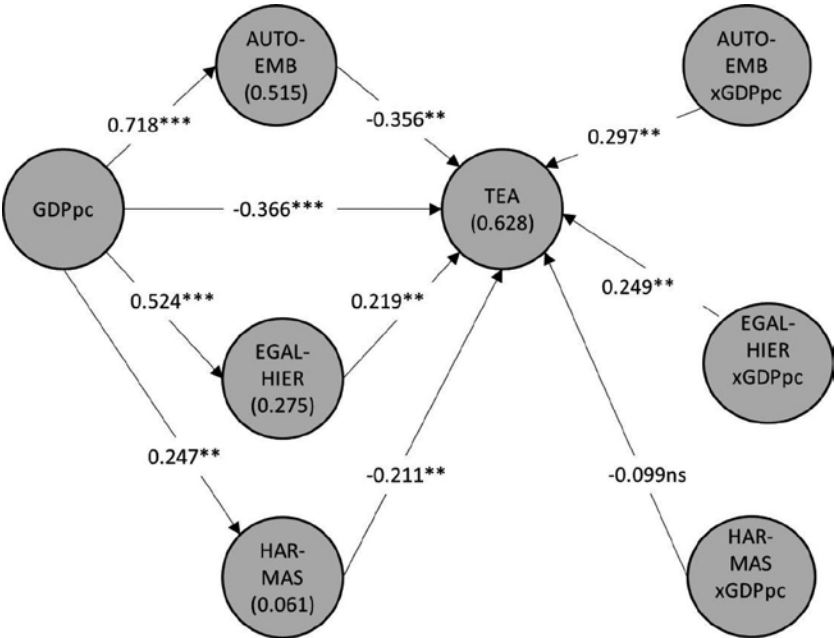 AUTO-
EMB
(0.515)
AUTO-
EMB
xGDPpc
0.718***
-0.356**
0.297**
GDPpc
-0.366***
TEA
(0.628)
0.524***
0.219**
0.249**
EGAL-
HIER
(0.275)
EGAL-
HIER
xGDPpc
0.247**
-0.211**
-0.099ns
HAR-
MAS
(0.061)
HAR-
MAS
xGDPpc